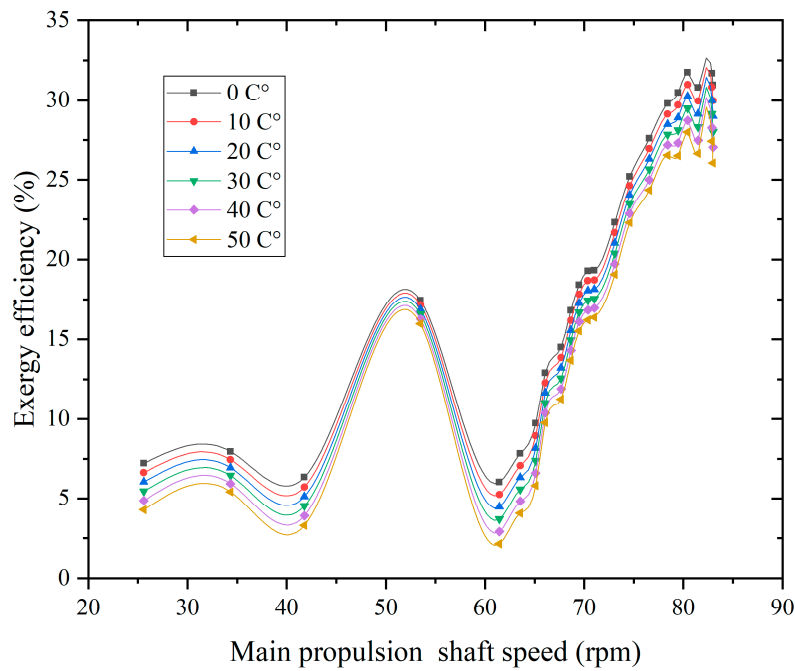 35
30
25
20
15
10
5
0
Exergy efficiency (%)
0 C°
10 C°
20 C°
30 C°
40 C°
50 C°
20 30 40 50 60 70 80 90
Main propulsion shaft speed (rpm)